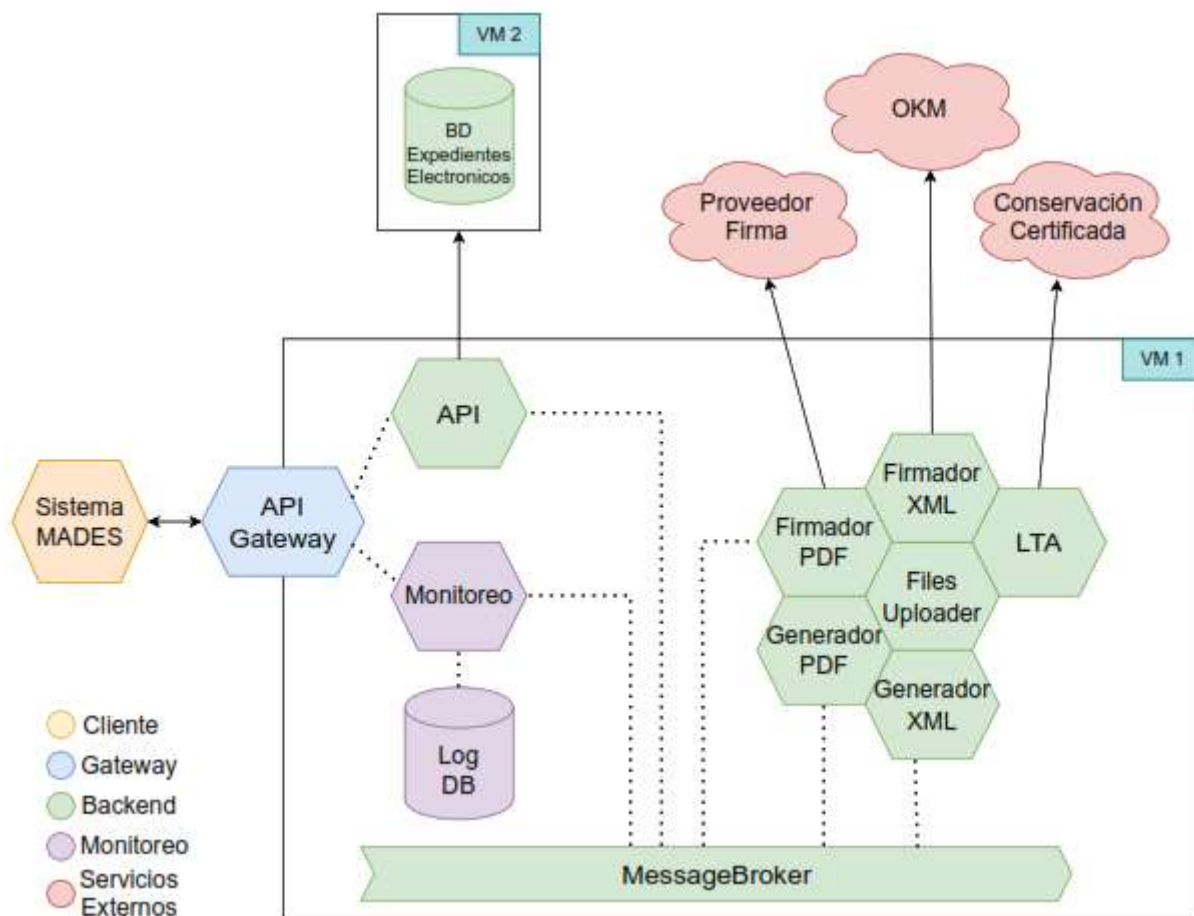 VM 2
BD
Expedientes
Electronicos
OKM
Proveedor
Firma
Conservación
Certificada
VM 1
API
Sistema
MADES
API
Gateway
Monitoreo
Log
DB
Firmador
XML
Firmador
PDF
LTA
Files
Uploader
Generador
PDF
Generador
XML
Cliente
Gateway
Backend
Monitoreo
Servicios
Externos
MessageBroker